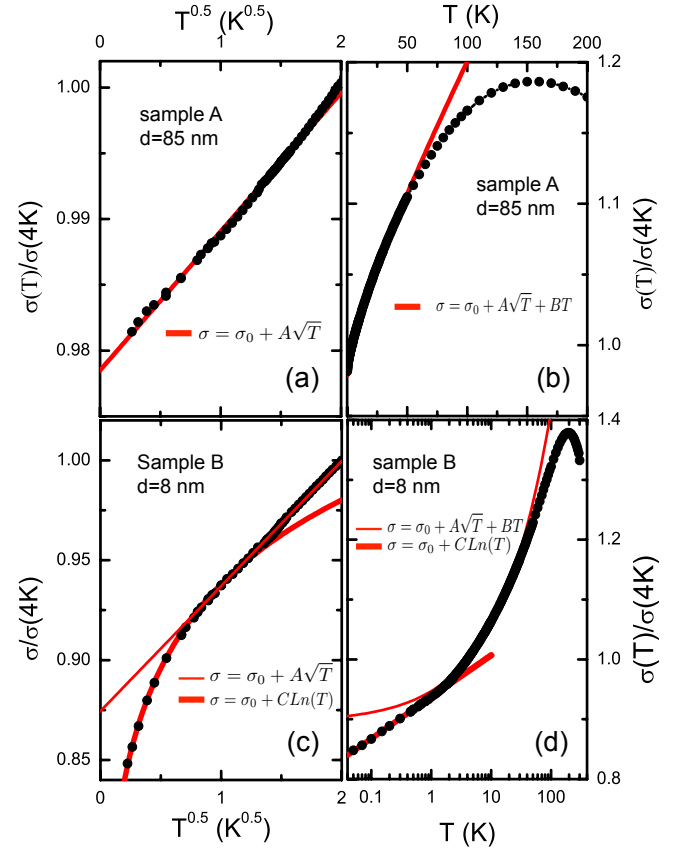 T^0.5 (K^0.5)
0 1 2
T (K)
50 75 100 125 150 175 200
1.00
0.99
0.98
σ(T)/σ(4K)
sample A
d=85 nm
σ = σ₀ + A√T
(a)
1.2
1.1
1.0
σ(T)/σ(4K)
sample A
d=85 nm
σ = σ₀ + A√T + BT
(b)
1.00
0.95
0.90
0.85
σ/σ(4K)
Sample B
d=8 nm
σ = σ₀ + A√T
σ = σ₀ + CLn(T)
(c)
0 1 2
T^0.5 (K^0.5)
1.4
1.2
1.0
0.8
σ(T)/σ(4K)
sample B
d=8 nm
σ = σ₀ + A√T + BT
σ = σ₀ + CLn(T)
(d)
0.1 1 10 100
T (K)